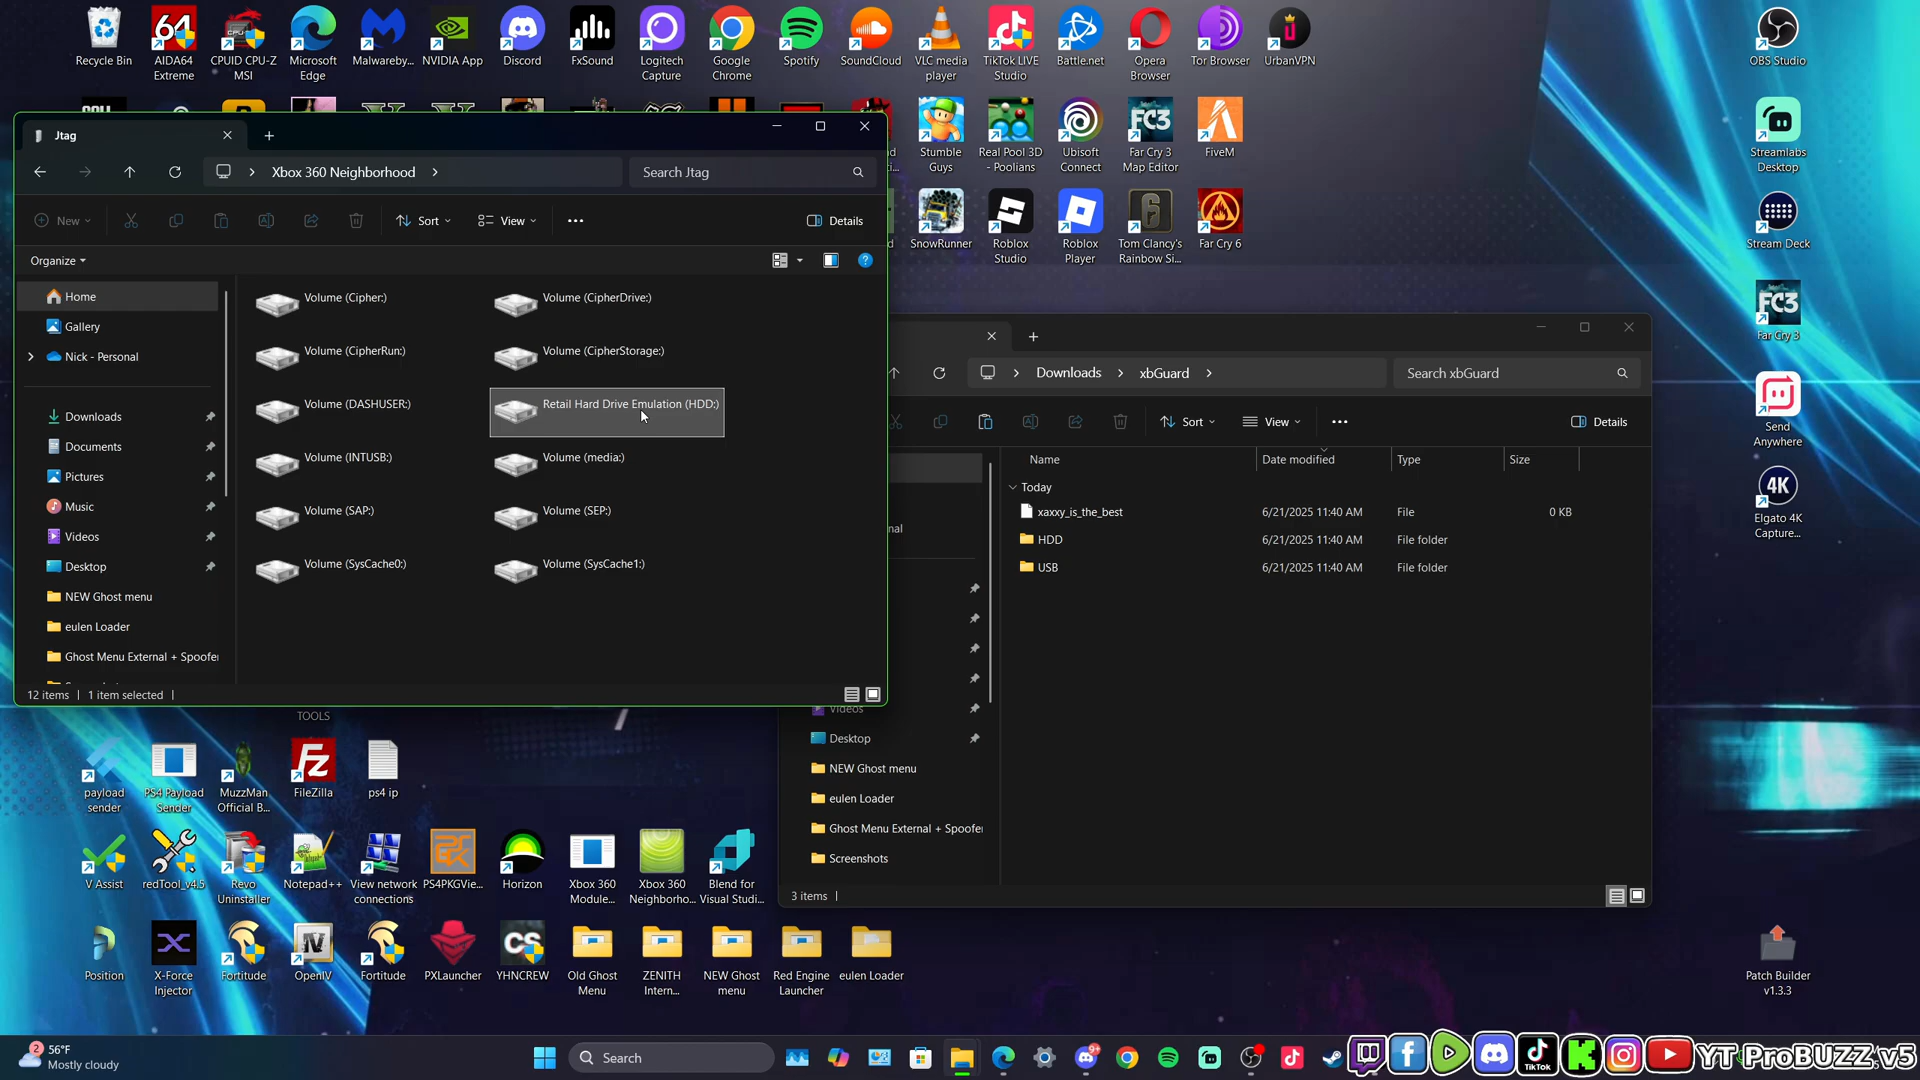 Recycle Bin
AIDA64
Extreme
CPUID CPU-Z
MSI
Microsoft
Edge
Malwareby...
NVIDIA App
Discord
FxSound
Logitech
Capture
Google
Chrome
Spotify
SoundCloud
VLC media
player
TikTok LIVE
Studio
Battle.net
Opera
Browser
Tor Browser
UrbanVPN
OBS Studio
Stumble
Guys
Real Pool 3D
- Poolians
Ubisoft
Connect
Far Cry 3
Map Editor
FiveM
Streamlabs
Desktop
SnowRunner
Roblox
Studio
Roblox
Player
Tom Clancy's
Rainbow Si...
Far Cry 6
Stream Deck
Far Cry 3
Send
Anywhere
Elgato 4K
Capture...
Jtag
Xbox 360 Neighborhood
Search Jtag
New
Sort
View
Details
Organize
Home
Gallery
Nick - Personal
Downloads
Documents
Pictures
Music
Videos
Desktop
NEW Ghost menu
eulen Loader
Ghost Menu External + Spoofer
Volume (Cipher:)
Volume (CipherDrive:)
Volume (CipherRun:)
Volume (CipherStorage:)
Volume (DASHUSER:)
Retail Hard Drive Emulation (HDD:)
Volume (INTUSB:)
Volume (media:)
Volume (SAP:)
Volume (SEP:)
Volume (SysCache0:)
Volume (SysCache1:)
12 items
1 item selected
Downloads
xbGuard
Search xbGuard
Sort
View
Details
Name
Date modified
Type
Size
Today
xaxxy_is_the_best
6/21/2025 11:40 AM
File
0 KB
HDD
6/21/2025 11:40 AM
File folder
USB
6/21/2025 11:40 AM
File folder
Videos
Desktop
NEW Ghost menu
eulen Loader
Ghost Menu External + Spoofer
Screenshots
3 items
TOOLS
payload
sender
PS4 Payload
Sender
MuzzMan
Official B...
FileZilla
ps4 ip
V Assist
redTool_v4.5
Revo
Uninstaller
Notepad++
View network
connections
PS4PKGVie...
Horizon
Xbox 360
Module...
Xbox 360
Neighborho...
Blend for
Visual Studi...
Position
X-Force
Injector
Fortitude
OpenIV
Fortitude
PXLauncher
YHNCREW
Old Ghost
Menu
ZENITH
Intern...
NEW Ghost
menu
Red Engine
Launcher
eulen Loader
Patch Builder
v1.3.3
56°F
Mostly cloudy
Search
YT ProBUZZ v5